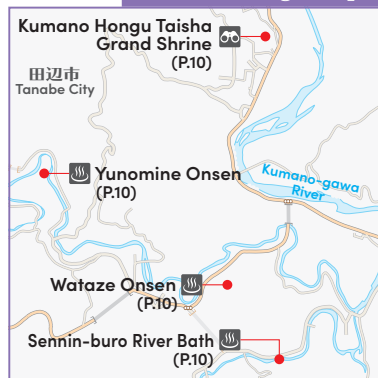 Kumano Hongu Taisha
Grand Shrine
(P.10)
田辺市
Tanabe City
Yunomine Onsen
(P.10)
Kumano-gawa
River
Wataze Onsen
(P.10)
Sennin-buro River Bath
(P.10)